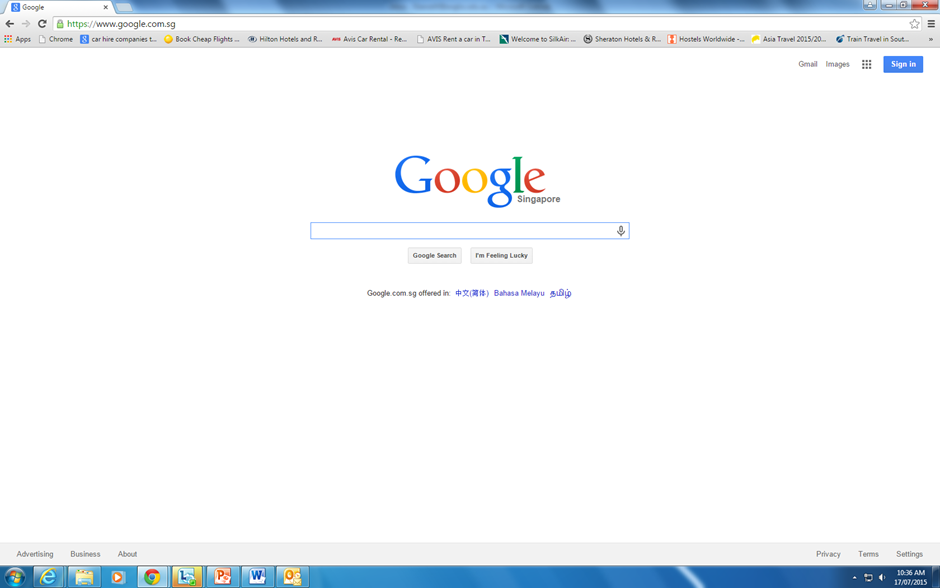 Google
https://www.google.com.sg
Apps Chrome car hire companies t... Book Cheap Flights ... Hilton Hotels and R... AVIS Avis Car Rental - Re... AVIS Rent a car in T... Welcome to SilkAir: ... Sheraton Hotels & R... Hostels Worldwide -... Asia Travel 2015/20... Train Travel in Sout... »
Gmail Images Sign in
Google
Singapore
Google Search I'm Feeling Lucky
Google.com.sg offered in: 中文(简体) Bahasa Melayu தமிழ்
Advertising Business About Privacy Terms Settings
10:36 AM
17/07/2015